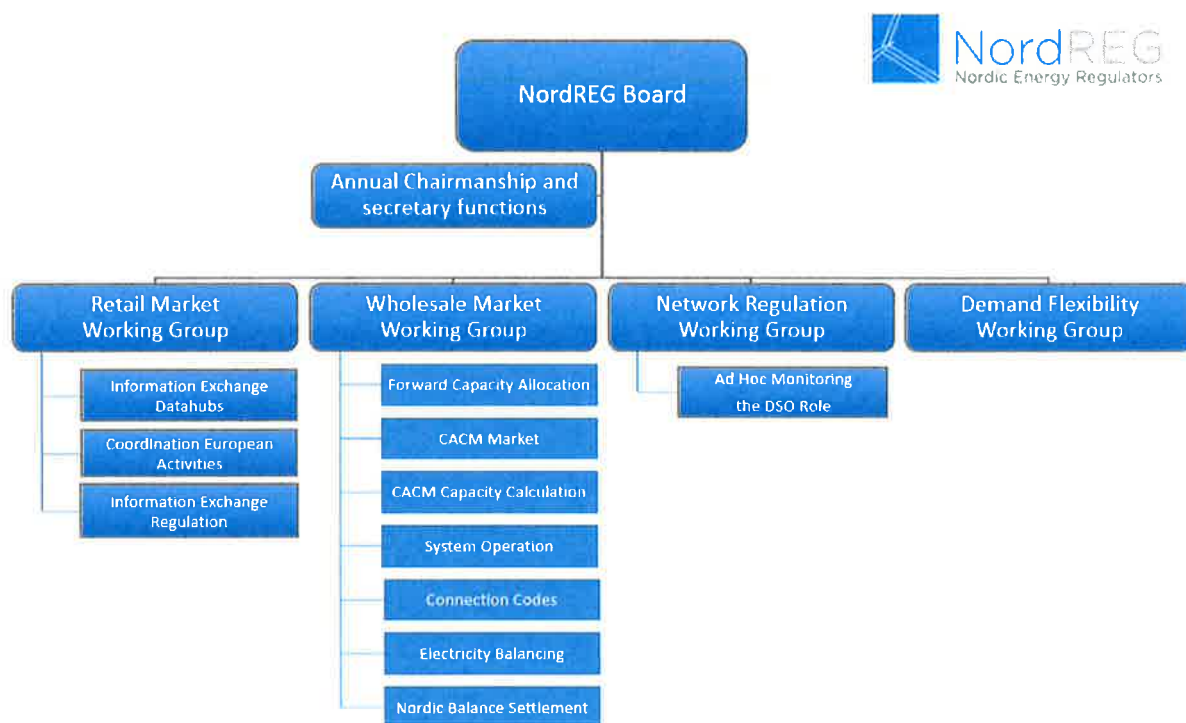 NordREG
Nordic Energy Regulators
NordREG Board
Annual Chairmanship and
secretary functions
Retail Market
Working Group
Wholesale Market
Working Group
Network Regulation
Working Group
Demand Flexibility
Working Group
Information Exchange
Datahubs
Coordination European
Activities
Information Exchange
Regulation
Forward Capacity Allocation
CACM Market
CACM Capacity Calculation
System Operation
Connection Codes
Electricity Balancing
Nordic Balance Settlement
Ad Hoc Monitoring
the DSO Role